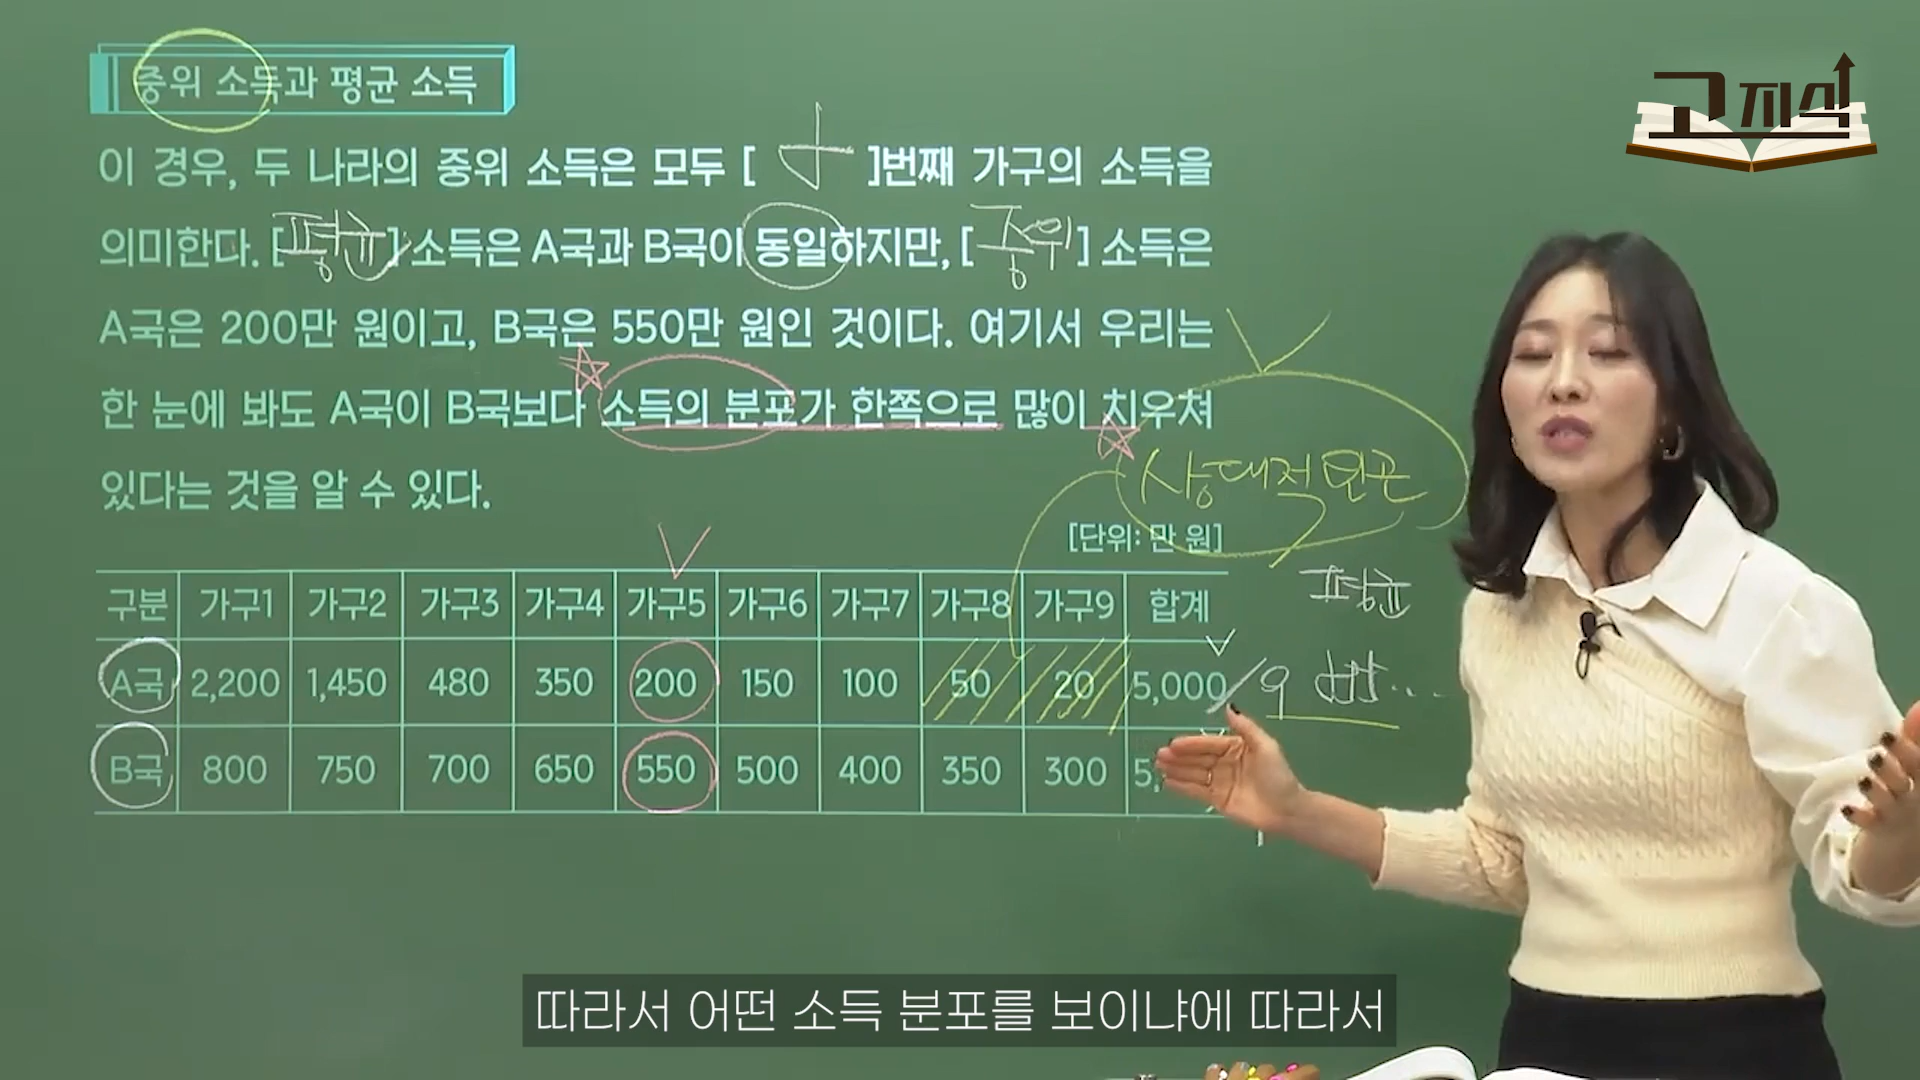 고지식
중위 소득과 평균 소득
이 경우, 두 나라의 중위 소득은 모두 [ 5 ]번째 가구의 소득을
의미한다. [평균] 소득은 A국과 B국이 동일하지만, [중위] 소득은
A국은 200만 원이고, B국은 550만 원인 것이다. 여기서 우리는
한 눈에 봐도 A국이 B국보다 소득의 분포가 한쪽으로 많이 치우쳐
있다는 것을 알 수 있다.
상대적 빈곤
[단위: 만 원]
평균
구분 가구1 가구2 가구3 가구4 가구5 가구6 가구7 가구8 가구9 합계
A국 2,200 1,450 480 350 200 150 100 50 20 5,000 /9
B국 800 750 700 650 550 500 400 350 300
따라서 어떤 소득 분포를 보이냐에 따라서